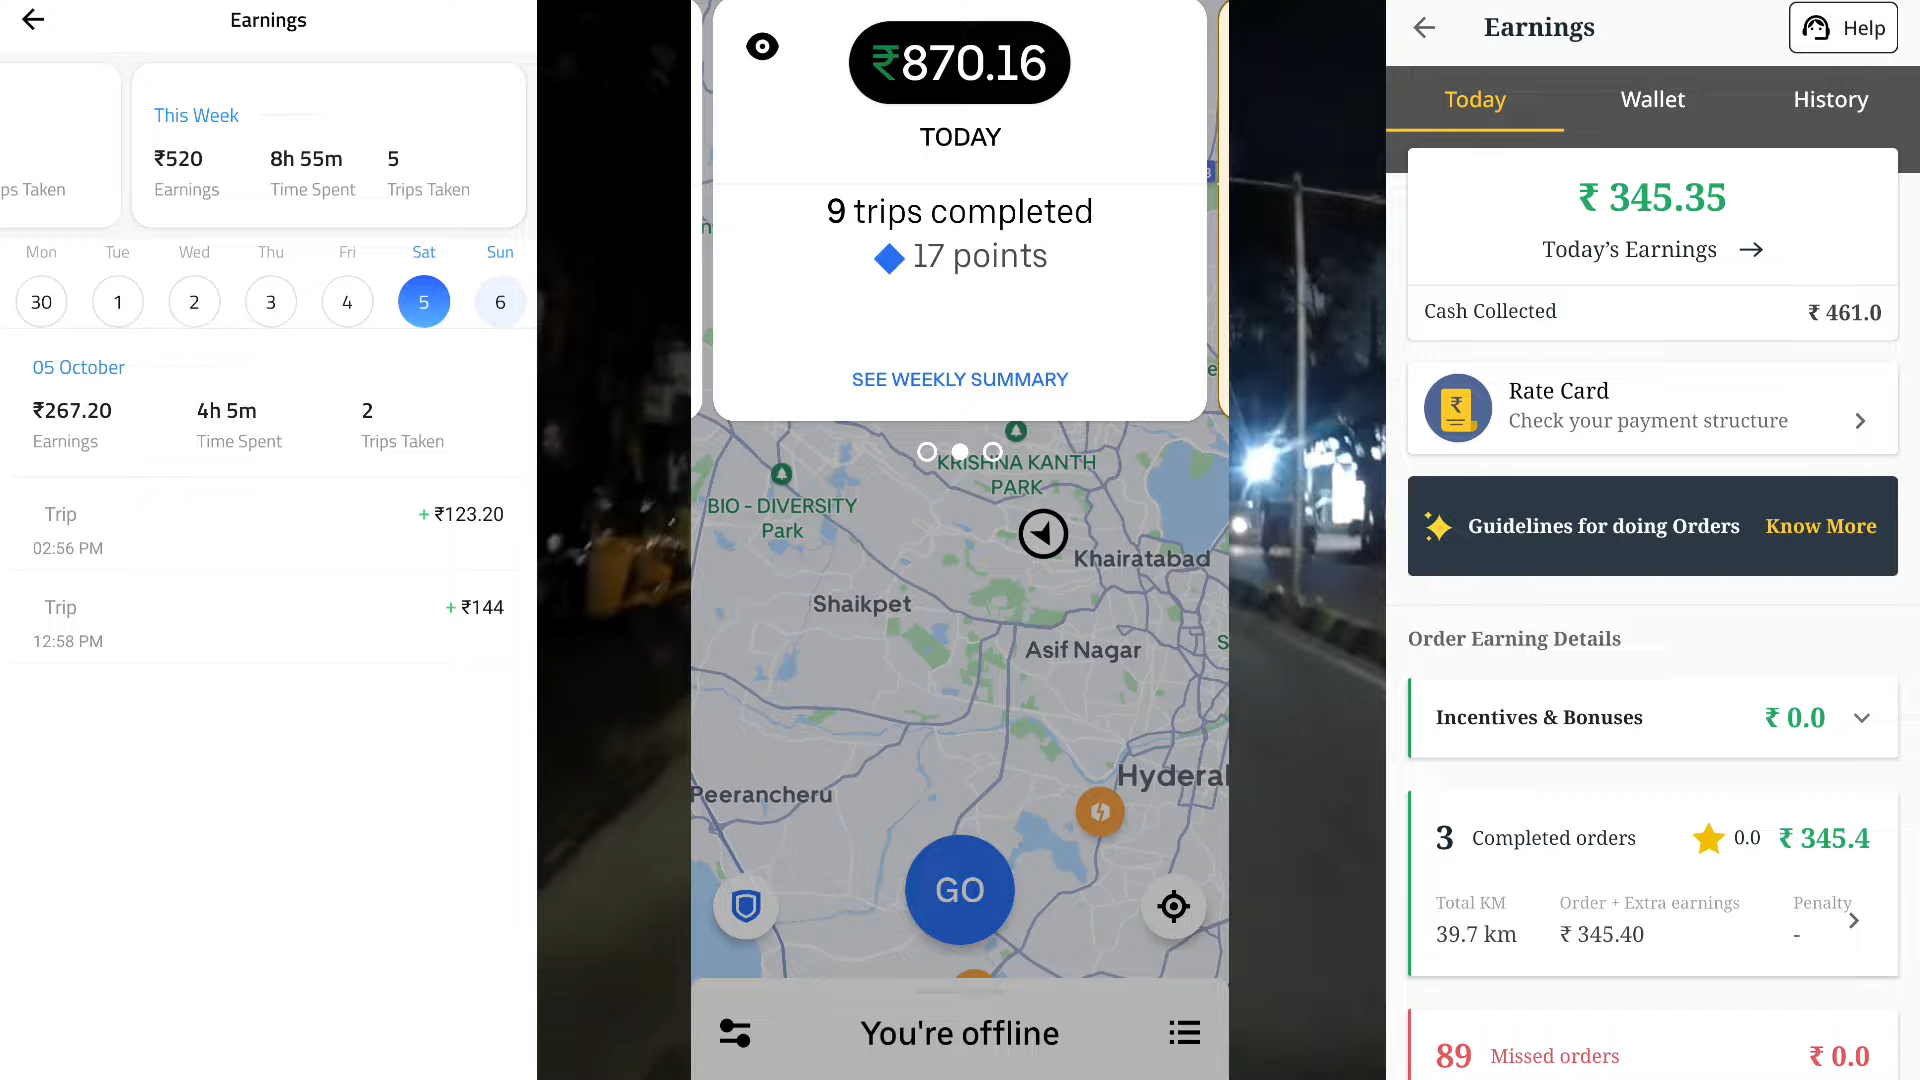 Earnings
ps Taken
This Week
₹520 8h 55m 5
Earnings Time Spent Trips Taken
Mon Tue Wed Thu Fri Sat Sun
30 1 2 3 4 5 6
05 October
₹267.20 4h 5m 2
Earnings Time Spent Trips Taken
Trip + ₹123.20
02:56 PM
Trip + ₹144
12:58 PM
₹870.16
TODAY
9 trips completed
17 points
SEE WEEKLY SUMMARY
KRISHNA KANTH
PARK
BIO - DIVERSITY
Park
Khairatabad
Shaikpet
Asif Nagar
Hyderal
Peerancheru
GO
You're offline
Earnings
Help
Today Wallet History
₹ 345.35
Today's Earnings →
Cash Collected ₹ 461.0
Rate Card
Check your payment structure
Guidelines for doing Orders Know More
Order Earning Details
Incentives & Bonuses ₹ 0.0
3 Completed orders 0.0 ₹ 345.4
Total KM Order + Extra earnings Penalty
39.7 km ₹ 345.40 -
89 Missed orders ₹ 0.0